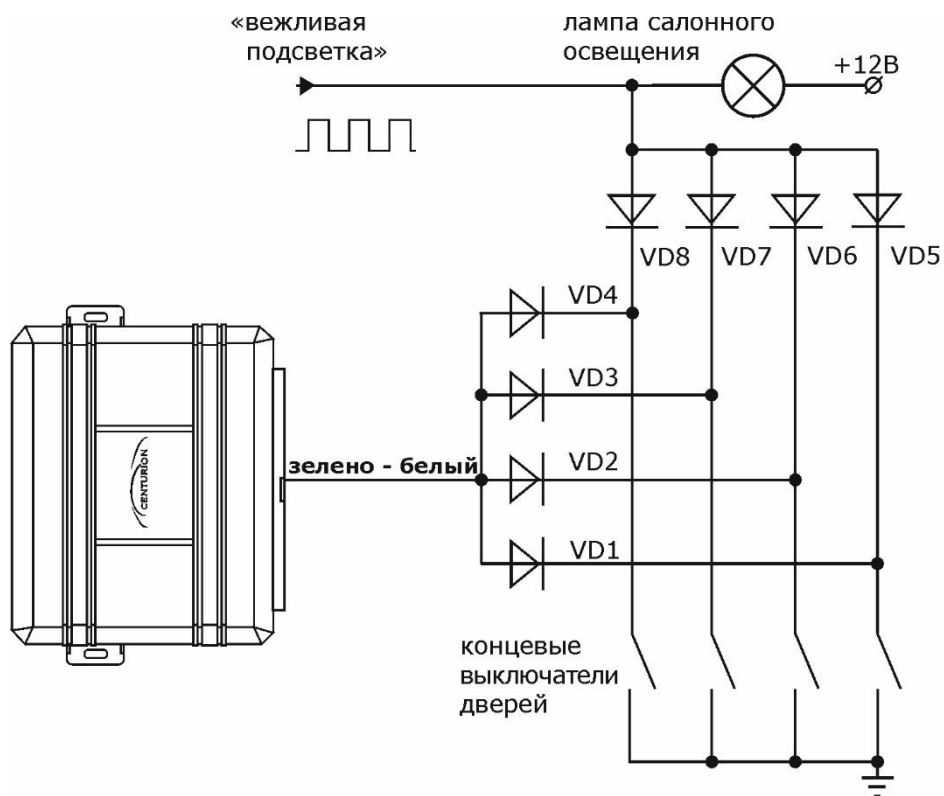 «вежливая
подсветка»
лампа салонного
освещения
+12В
VD8
VD7
VD6
VD5
VD4
VD3
зелено - белый
VD2
VD1
CENTURION
концевые
выключатели
дверей